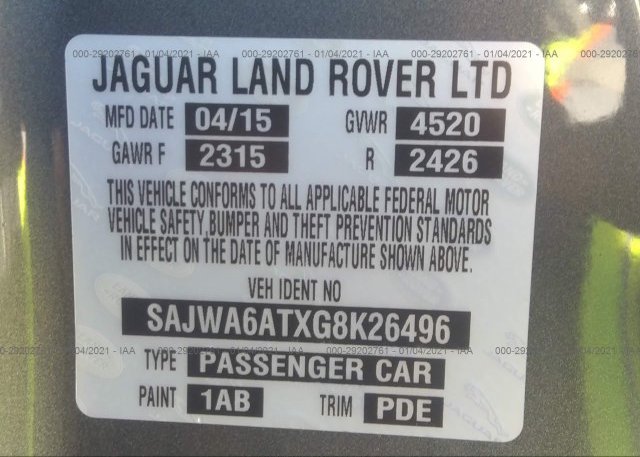 000-29202761 - 01/04/2021 - IAA
JAGUAR LAND ROVER LTD
MFD DATE 04/15 GVWR 4520
GAWR F 2315 R 2426
THIS VEHICLE CONFORMS TO ALL APPLICABLE FEDERAL MOTOR
VEHICLE SAFETY,BUMPER AND THEFT PREVENTION STANDARDS
IN EFFECT ON THE DATE OF MANUFACTURE SHOWN ABOVE.
VEH IDENT NO
SAJWA6ATXG8K26496
TYPE PASSENGER CAR
PAINT 1AB TRIM PDE